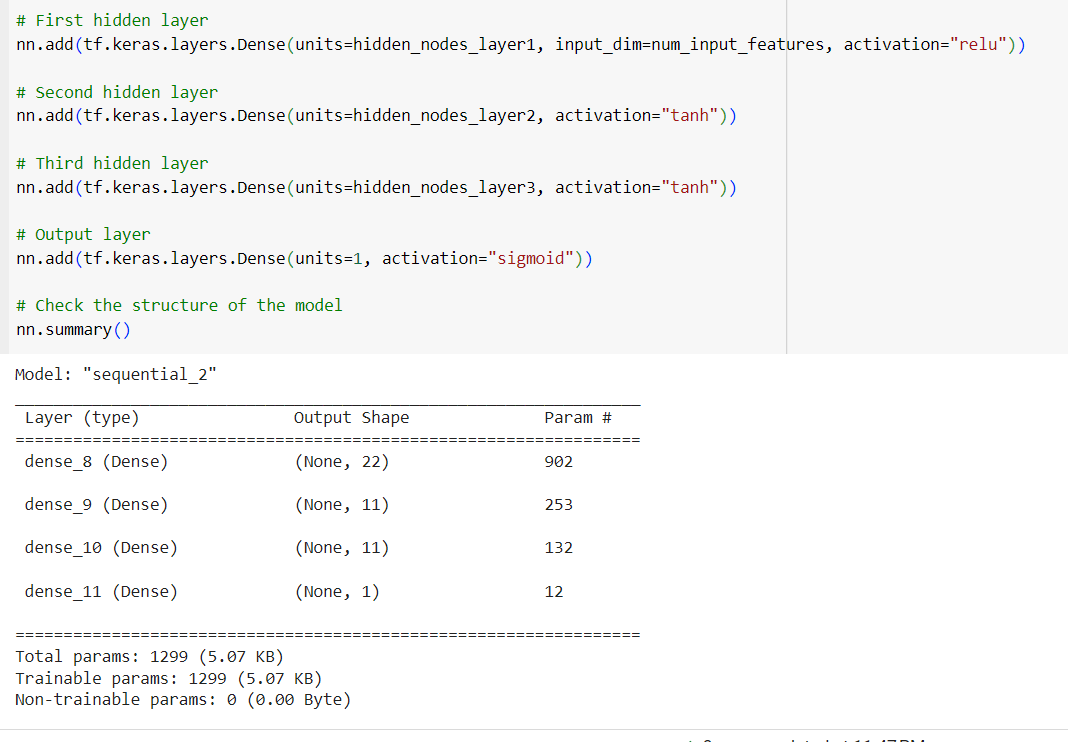 # First hidden layer
nn.add(tf.keras.layers.Dense(units=hidden_nodes_layer1, input_dim=num_input_features, activation="relu"))
# Second hidden layer
nn.add(tf.keras.layers.Dense(units=hidden_nodes_layer2, activation="tanh"))
# Third hidden layer
nn.add(tf.keras.layers.Dense(units=hidden_nodes_layer3, activation="tanh"))
# Output layer
nn.add(tf.keras.layers.Dense(units=1, activation="sigmoid"))
# Check the structure of the model
nn.summary()
Model: "sequential_2"
_________________________________________________________________
Layer (type) Output Shape Param #
=================================================================
dense_8 (Dense) (None, 22) 902
dense_9 (Dense) (None, 11) 253
dense_10 (Dense) (None, 11) 132
dense_11 (Dense) (None, 1) 12
=================================================================
Total params: 1299 (5.07 KB)
Trainable params: 1299 (5.07 KB)
Non-trainable params: 0 (0.00 Byte)